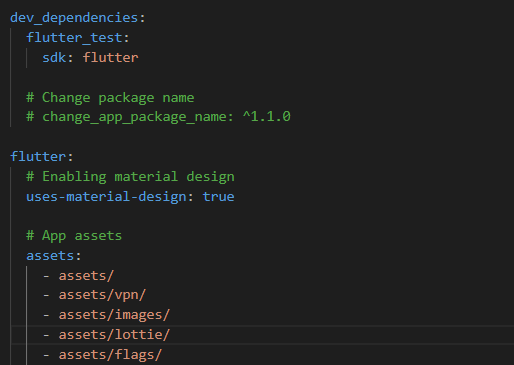 dev_dependencies:
flutter_test:
sdk: flutter
# Change package name
# change_app_package_name: ^1.1.0
flutter:
# Enabling material design
uses-material-design: true
# App assets
assets:
- assets/
- assets/vpn/
- assets/images/
- assets/lottie/
- assets/flags/